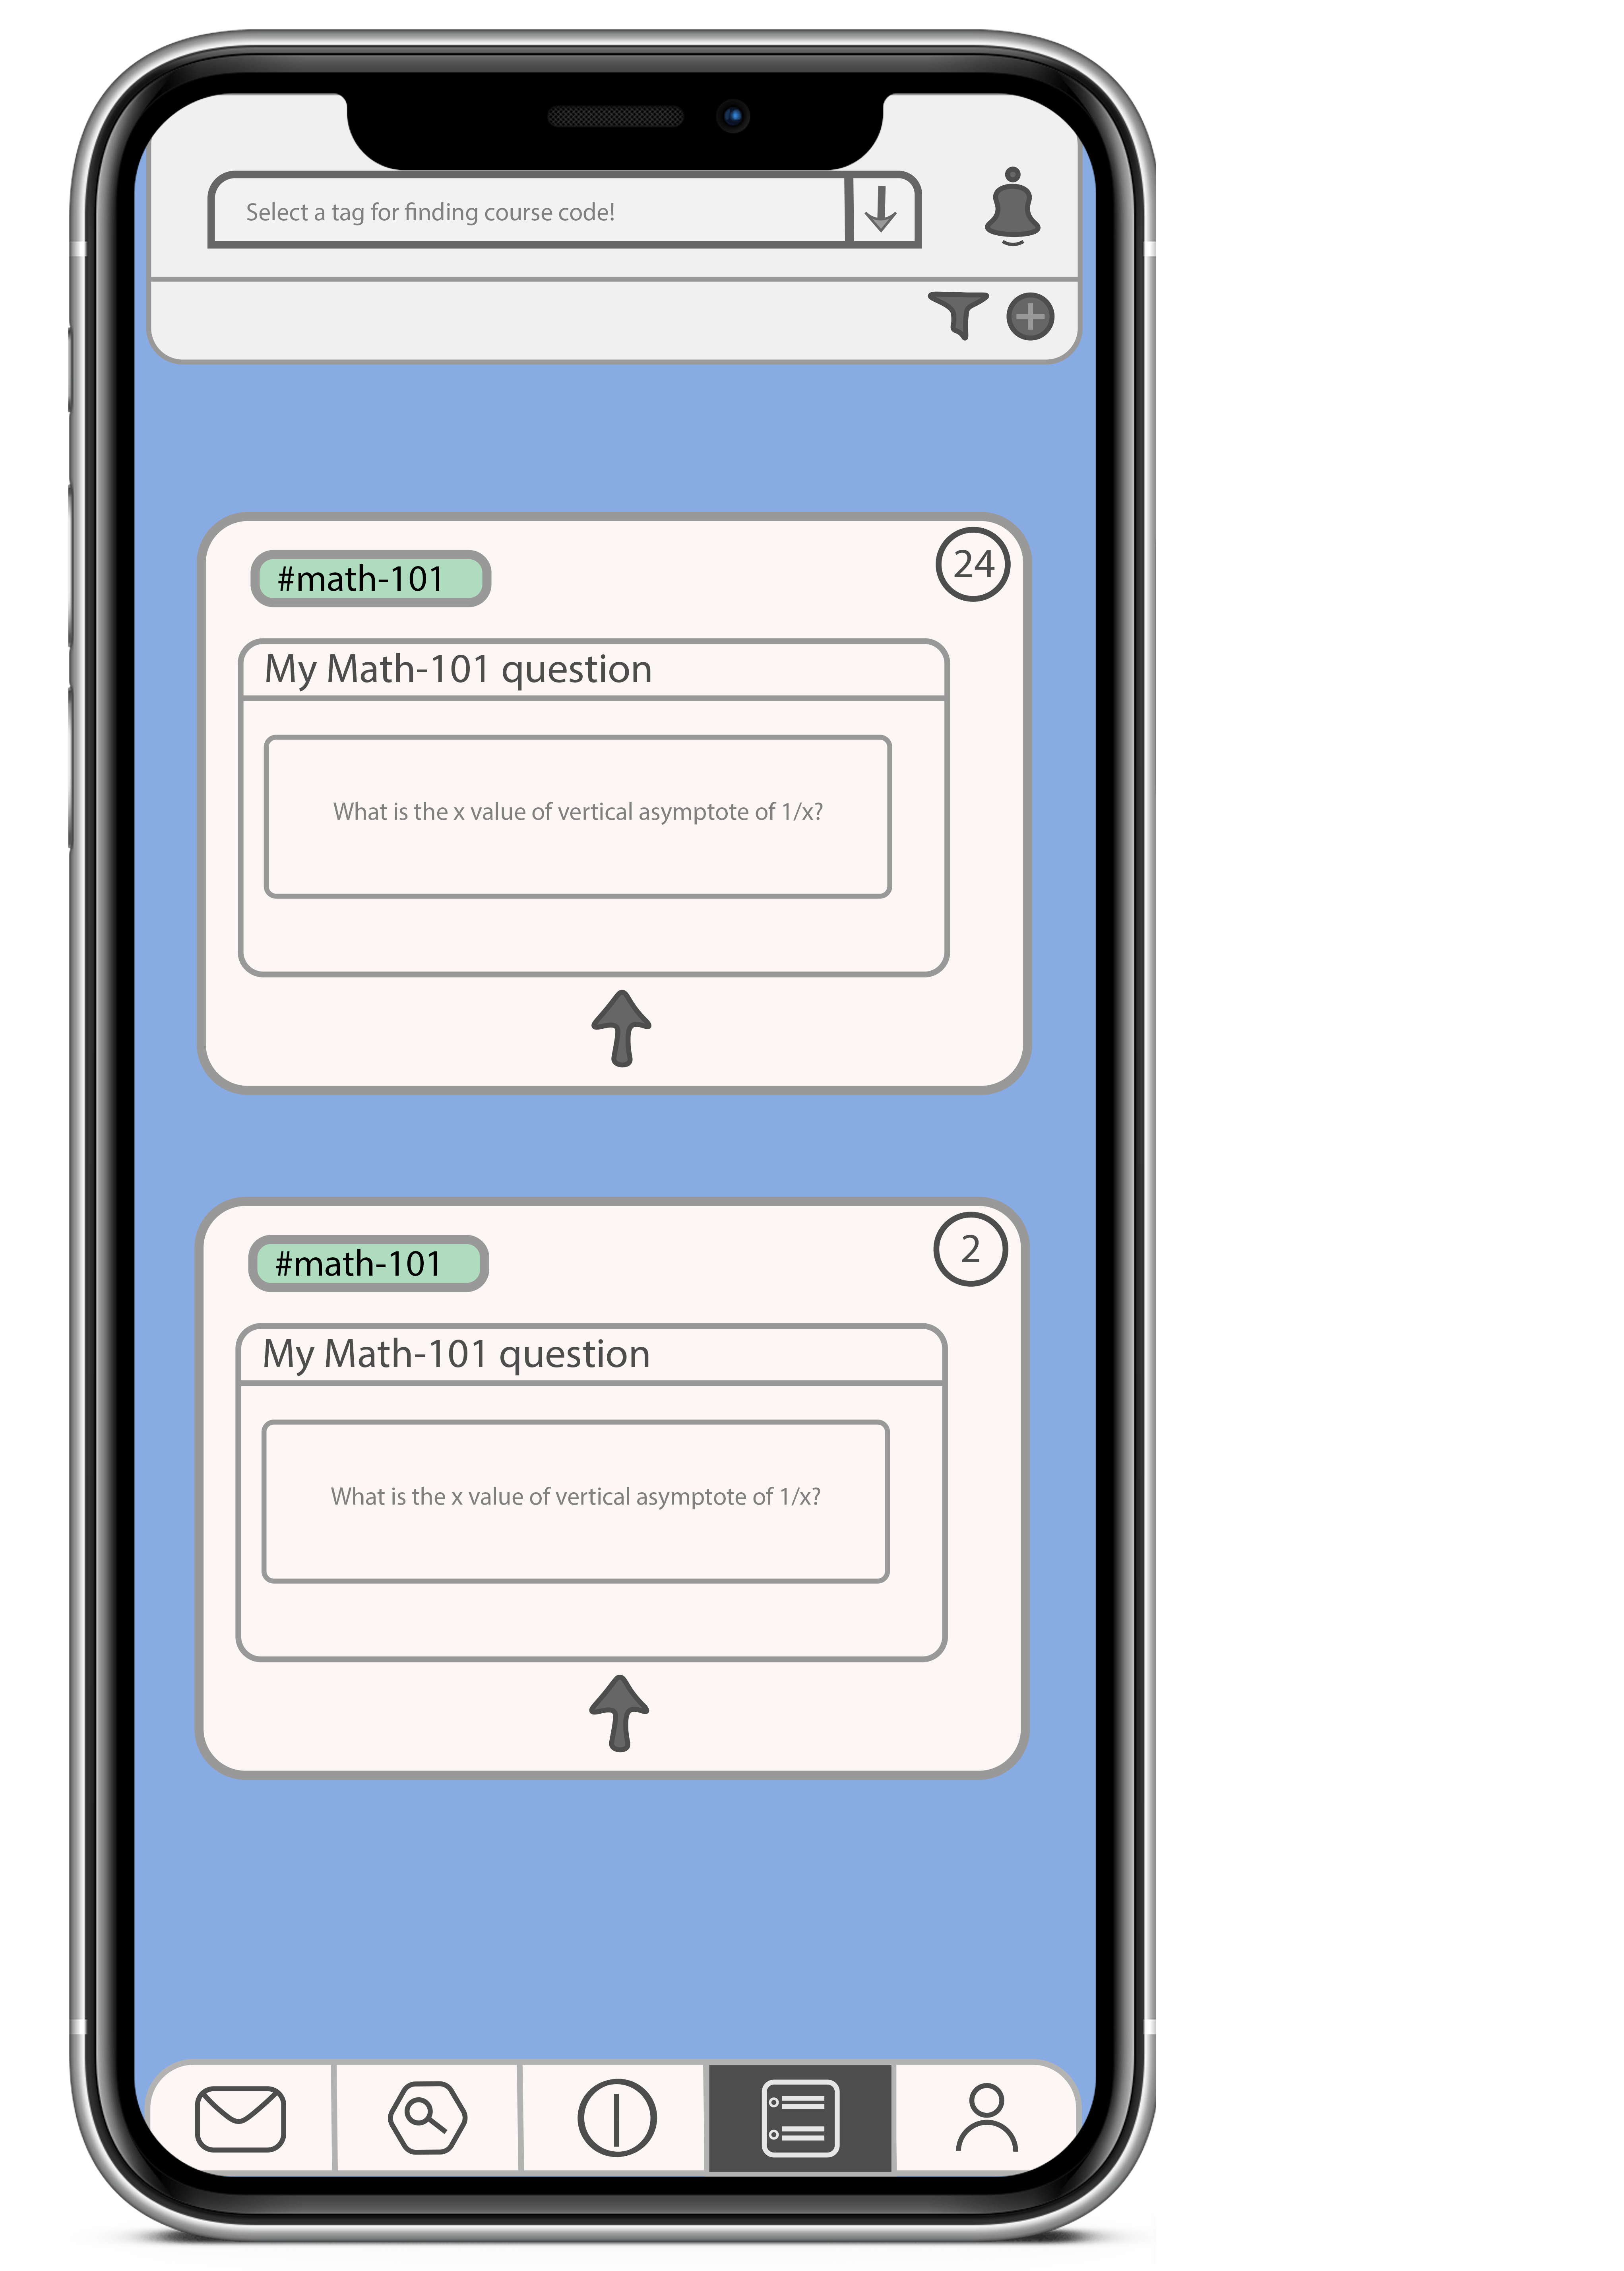 Select a tag for finding course code!
#math-101
24
My Math-101 question
What is the x value of vertical asymptote of 1/x?
#math-101
2
My Math-101 question
What is the x value of vertical asymptote of 1/x?